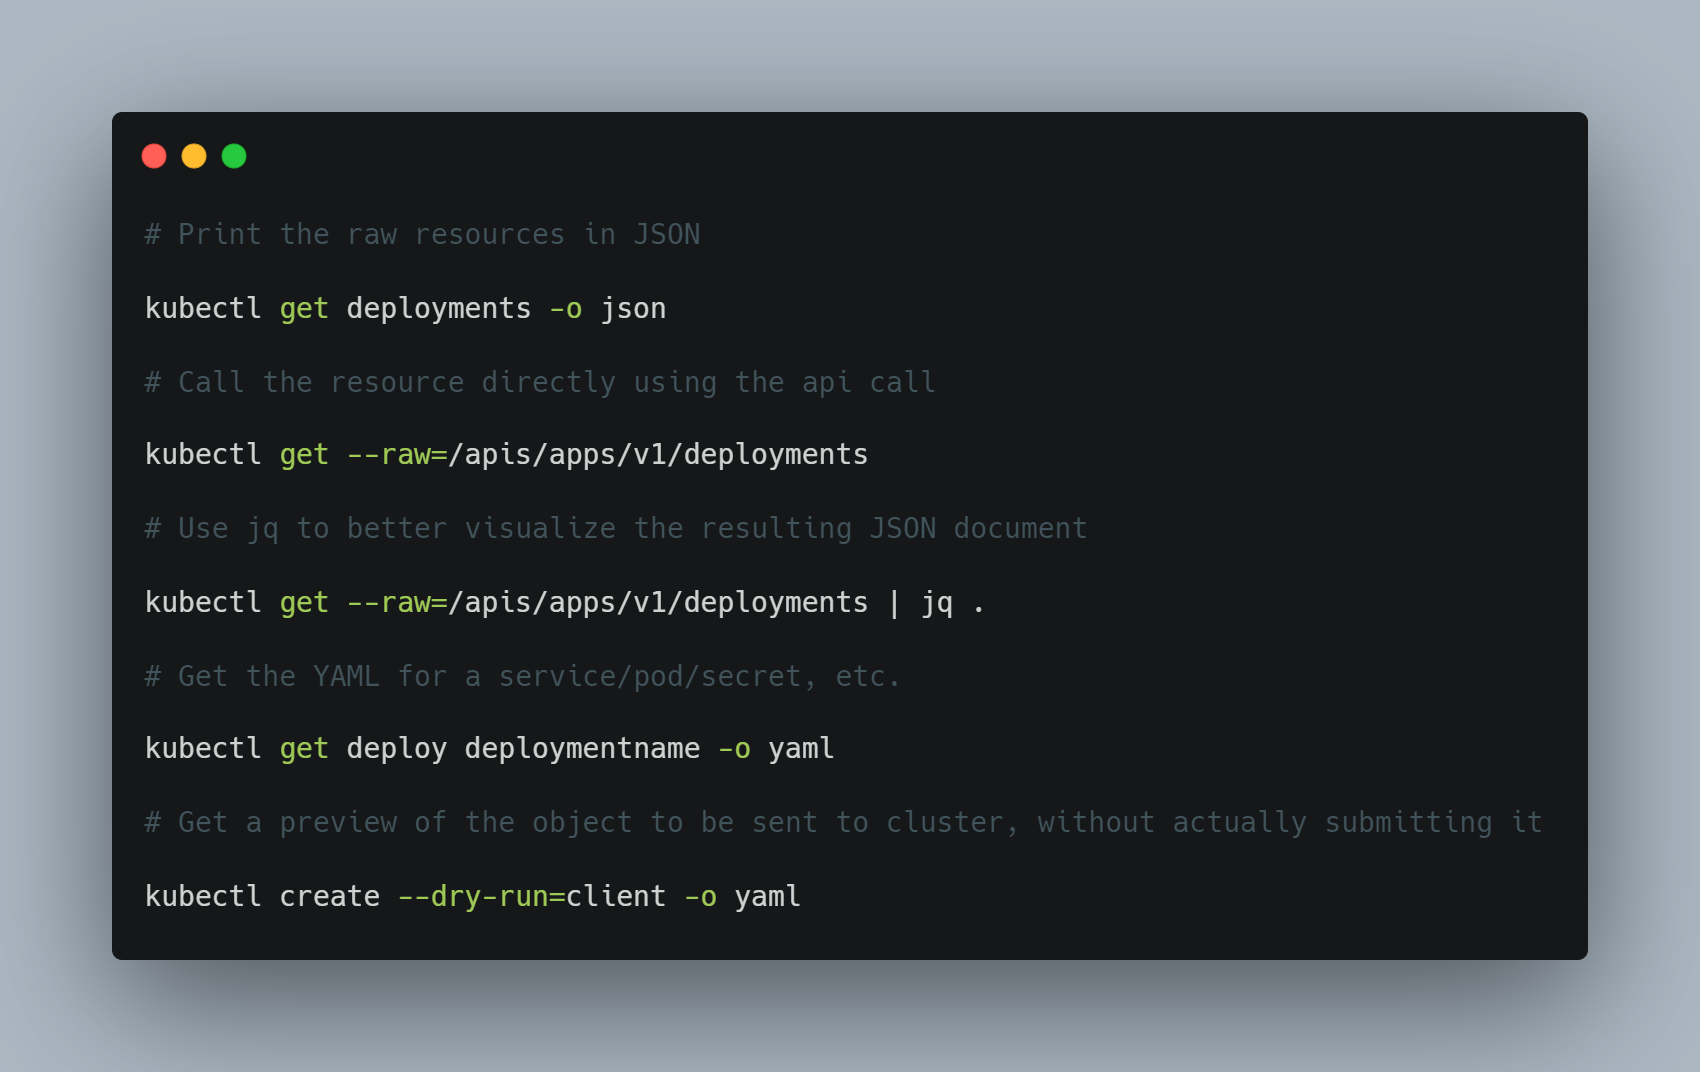 # Print the raw resources in JSON
kubectl get deployments -o json
# Call the resource directly using the api call
kubectl get --raw=/apis/apps/v1/deployments
# Use jq to better visualize the resulting JSON document
kubectl get --raw=/apis/apps/v1/deployments | jq .
# Get the YAML for a service/pod/secret, etc.
kubectl get deploy deploymentname -o yaml
# Get a preview of the object to be sent to cluster, without actually submitting it
kubectl create --dry-run=client -o yaml